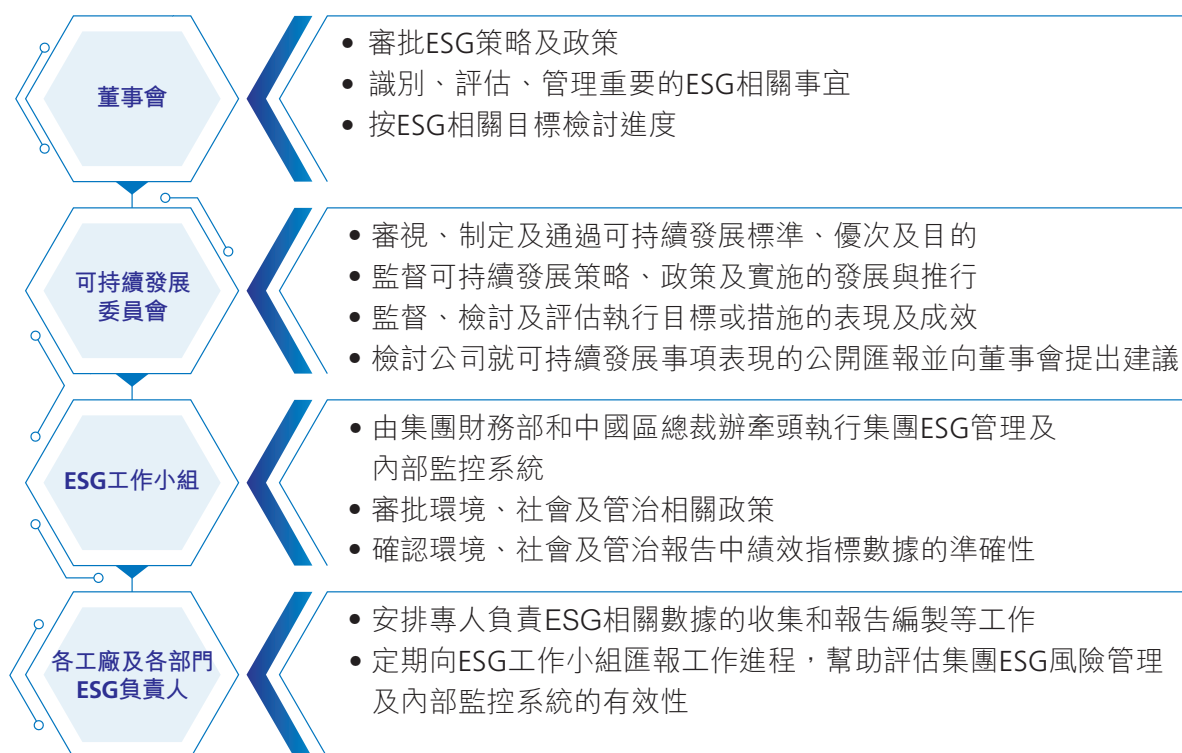 董事會
• 審批ESG策略及政策
• 識別、評估、管理重要的ESG相關事宜
• 按ESG相關目標檢討進度
可持續發展
委員會
• 審視、制定及通過可持續發展標準、優次及目的
• 監督可持續發展策略、政策及實施的發展與推行
• 監督、檢討及評估執行目標或措施的表現及成效
• 檢討公司就可持續發展事項表現的公開匯報並向董事會提出建議
ESG工作小組
• 由集團財務部和中國區總裁辦牽頭執行集團ESG管理及
內部監控系統
• 審批環境、社會及管治相關政策
• 確認環境、社會及管治報告中績效指標數據的準確性
各工廠及各部門
ESG負責人
• 安排專人負責ESG相關數據的收集和報告編製等工作
• 定期向ESG工作小組匯報工作進程，幫助評估集團ESG風險管理
及內部監控系統的有效性